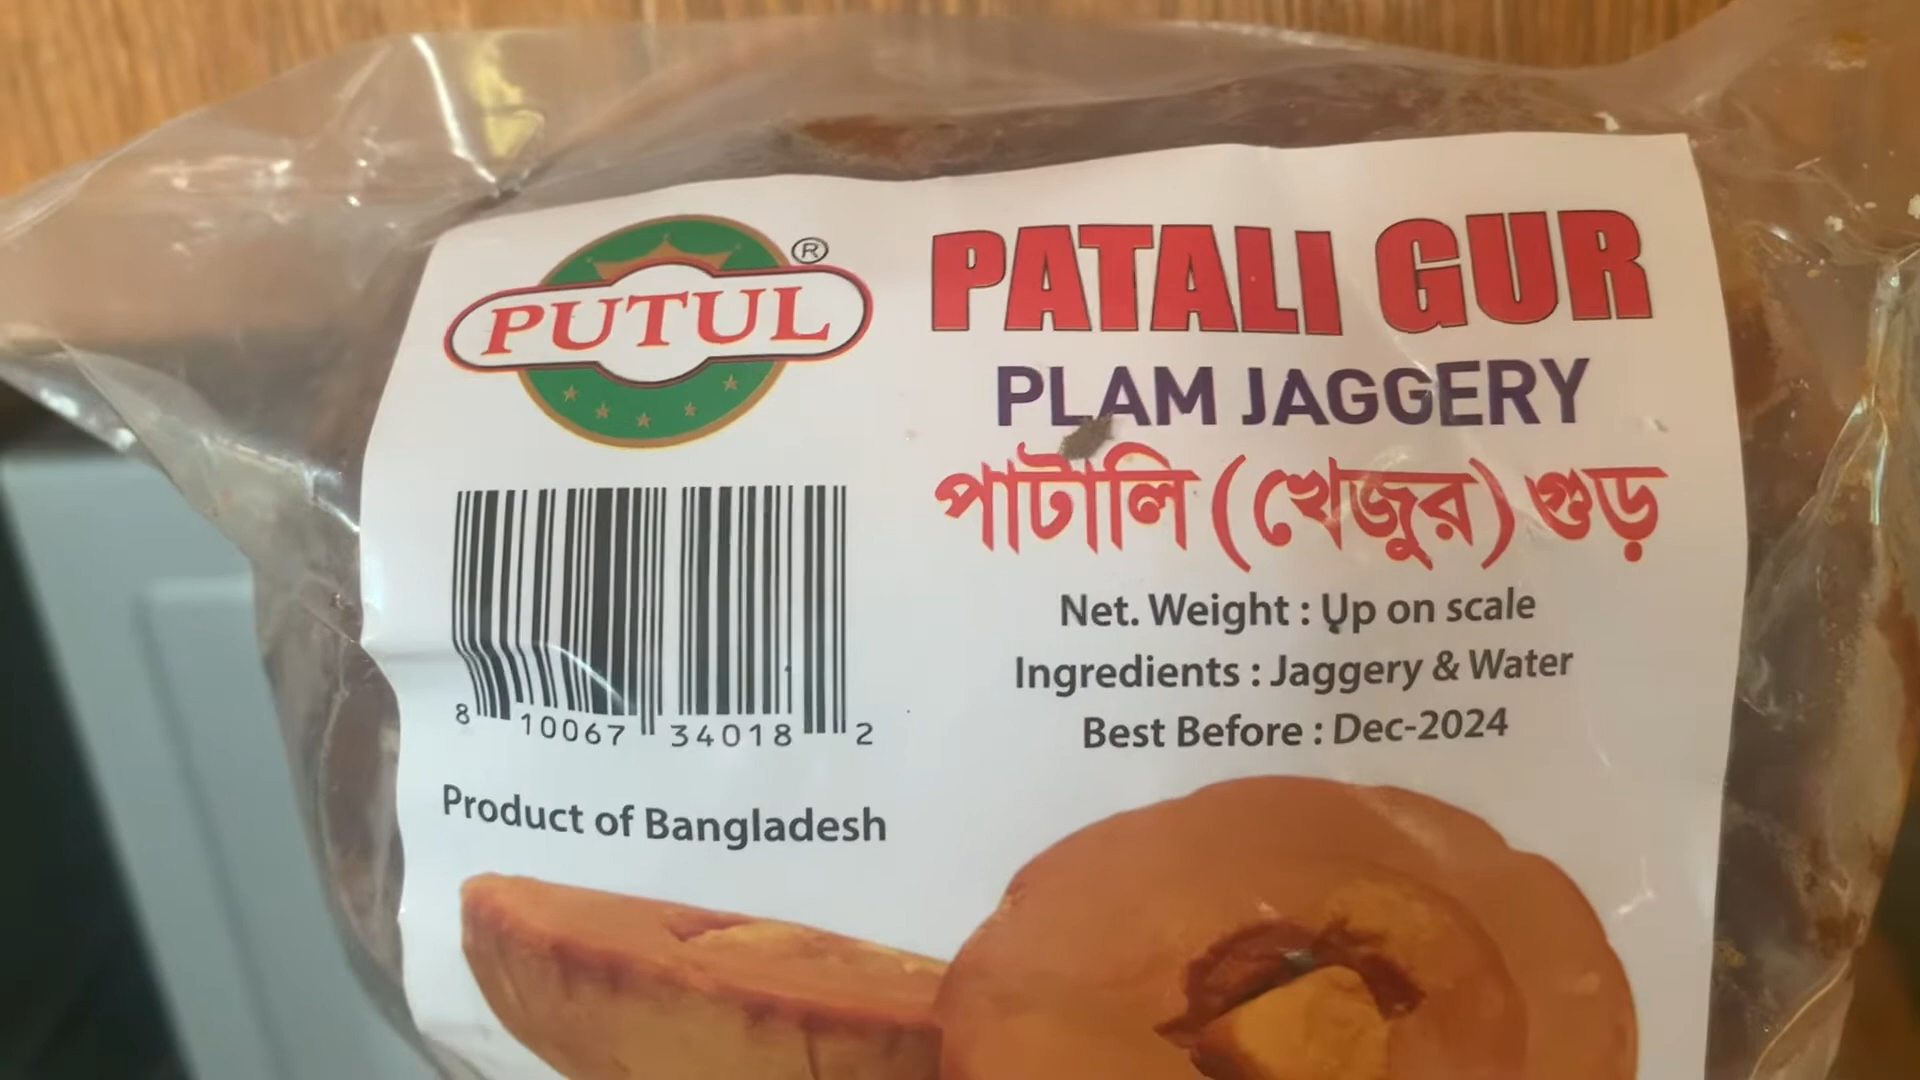 PUTUL ®
PATALI GUR
PLAM JAGGERY
পাটালি (খেজুর) গুড়
Net. Weight : Up on scale
Ingredients : Jaggery & Water
Best Before : Dec-2024
8 10067 34018 2
Product of Bangladesh